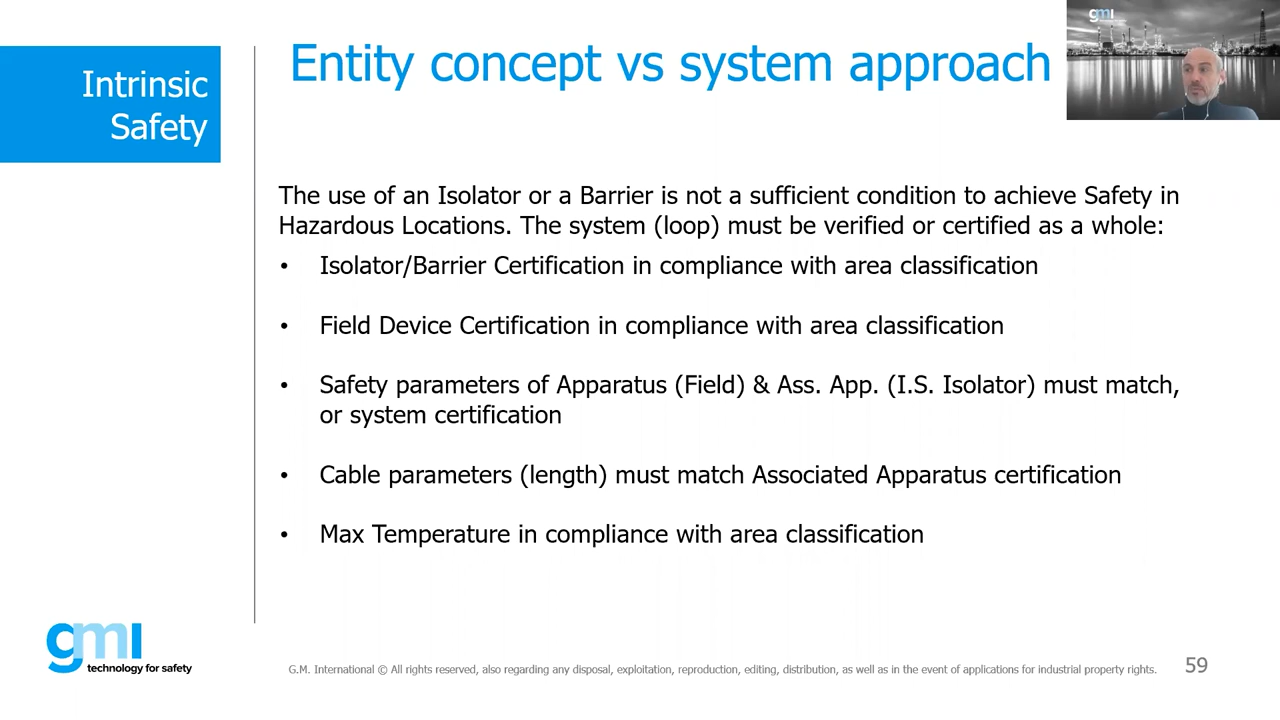 Intrinsic
Safety
Entity concept vs system approach
gmi
The use of an Isolator or a Barrier is not a sufficient condition to achieve Safety in
Hazardous Locations. The system (loop) must be verified or certified as a whole:
• Isolator/Barrier Certification in compliance with area classification
• Field Device Certification in compliance with area classification
• Safety parameters of Apparatus (Field) & Ass. App. (I.S. Isolator) must match,
or system certification
• Cable parameters (length) must match Associated Apparatus certification
• Max Temperature in compliance with area classification
gmi
technology for safety
G.M. International © All rights reserved, also regarding any disposal, exploitation, reproduction, editing, distribution, as well as in the event of applications for industrial property rights.
59